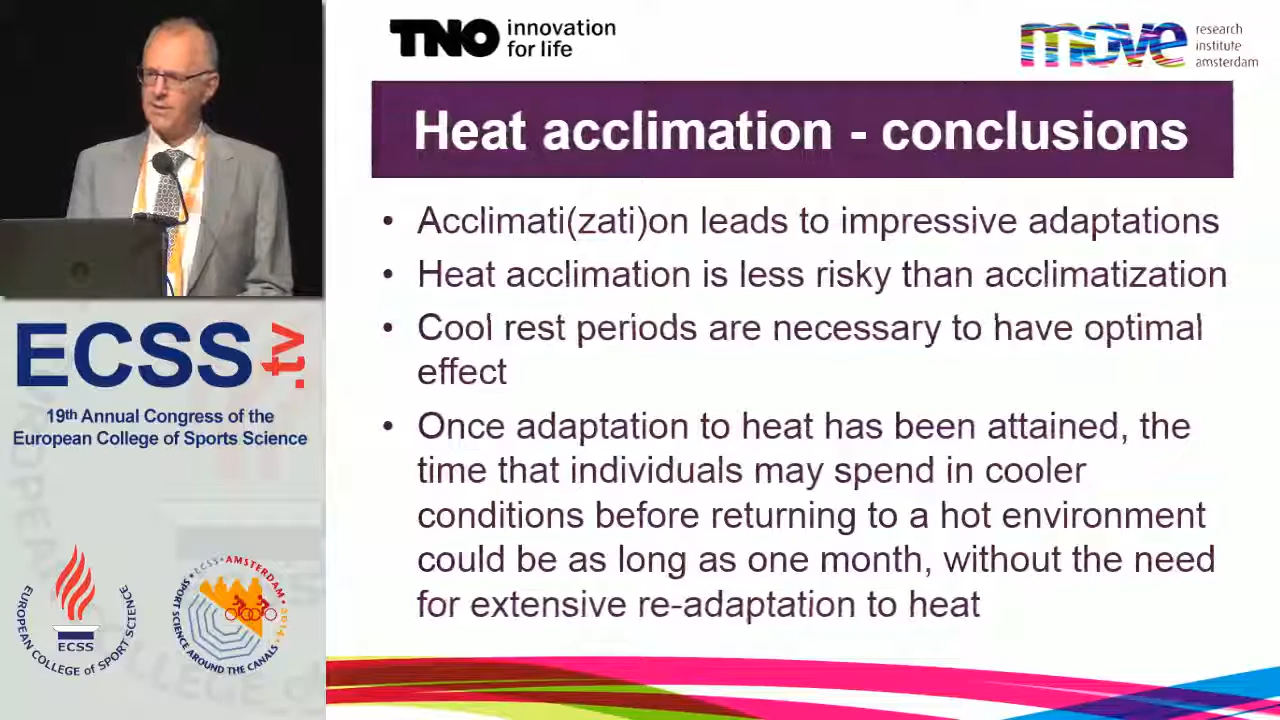 TNO innovation
for life
move research
institute
amsterdam
Heat acclimation - conclusions
• Acclimati(zati)on leads to impressive adaptations
• Heat acclimation is less risky than acclimatization
• Cool rest periods are necessary to have optimal
effect
• Once adaptation to heat has been attained, the
time that individuals may spend in cooler
conditions before returning to a hot environment
could be as long as one month, without the need
for extensive re-adaptation to heat
ECSS.tv
19th Annual Congress of the
European College of Sports Science
EUROPEAN COLLEGE of SPORT SCIENCE
ECSS
ECSS AMSTERDAM 2014
SPORT SCIENCE AROUND THE CANALS